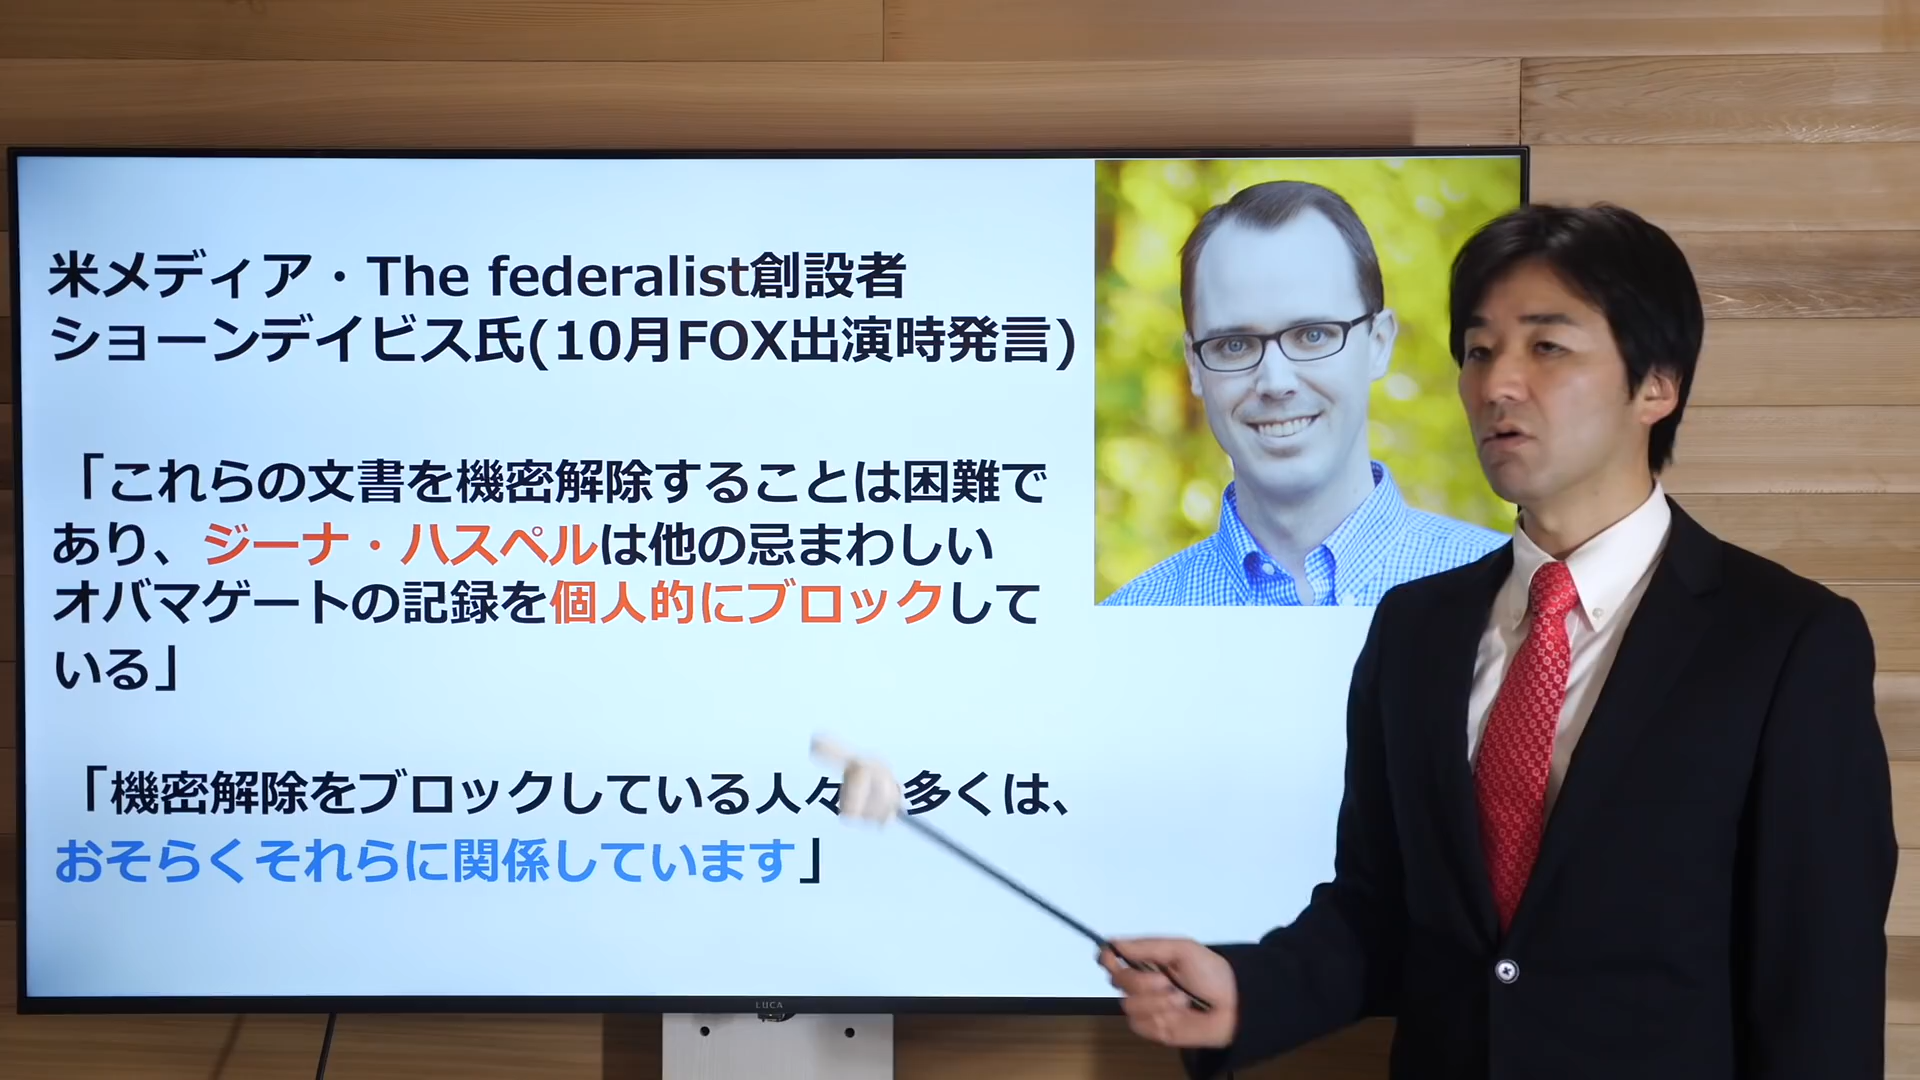 米メディア・The federalist創設者
ショーンデイビス氏(10月FOX出演時発言)
「これらの文書を機密解除することは困難で
あり、ジーナ・ハスペルは他の忌まわしい
オバマゲートの記録を個人的にブロックして
いる」
「機密解除をブロックしている人々 多くは、
おそらくそれらに関係しています」
LUCA